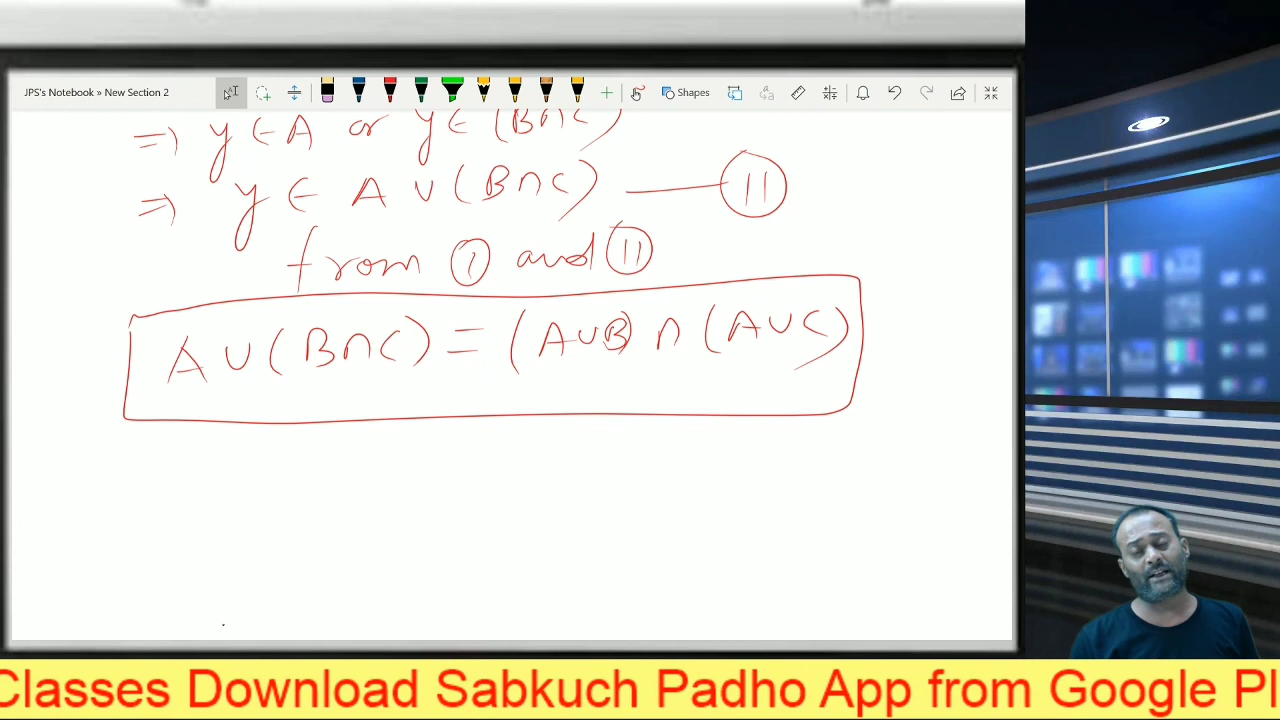 JPS's Notebook » New Section 2
Shapes
=> y ∈ A or y ∈ (B∩C)
=> y ∈ A ∪ (B∩C) —— (II)
from (I) and (II)
A ∪ (B∩C) = (A∪B) ∩ (A∪C)
Classes Download Sabkuch Padho App from Google Pl